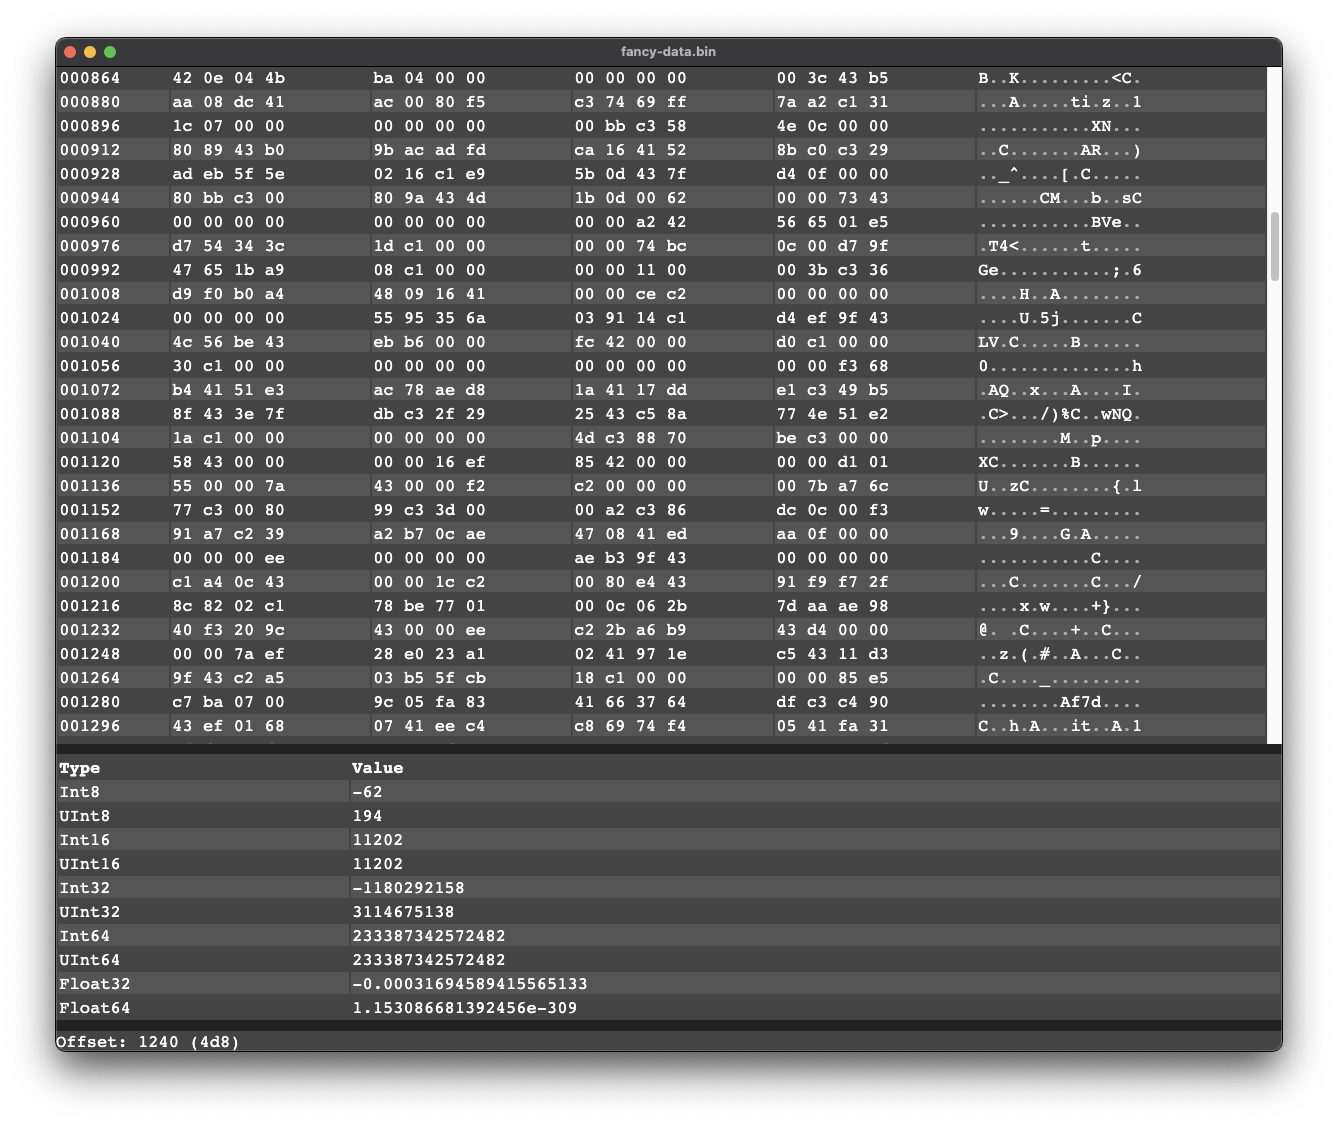 fancy-data.bin
000864 42 0e 04 4b ba 04 00 00 00 00 00 00 00 3c 43 b5 B..K.........<C.
000880 aa 08 dc 41 ac 00 80 f5 c3 74 69 ff 7a a2 c1 31 ...A.....ti.z..1
000896 1c 07 00 00 00 00 00 00 00 bb c3 58 4e 0c 00 00 ...........XN...
000912 80 89 43 b0 9b ac ad fd ca 16 41 52 8b c0 c3 29 ..C.......AR...)
000928 ad eb 5f 5e 02 16 c1 e9 5b 0d 43 7f d4 0f 00 00 .._^....[.C.....
000944 80 bb c3 00 80 9a 43 4d 1b 0d 00 62 00 00 73 43 ......CM...b..sC
000960 00 00 00 00 00 00 00 00 00 00 a2 42 56 65 01 e5 ...........BVe..
000976 d7 54 34 3c 1d c1 00 00 00 00 74 bc 0c 00 d7 9f .T4<......t.....
000992 47 65 1b a9 08 c1 00 00 00 00 11 00 00 3b c3 36 Ge...........;.6
001008 d9 f0 b0 a4 48 09 16 41 00 00 ce c2 00 00 00 00 ....H..A........
001024 00 00 00 00 55 95 35 6a 03 91 14 c1 d4 ef 9f 43 ....U.5j.......C
001040 4c 56 be 43 eb b6 00 00 fc 42 00 00 d0 c1 00 00 LV.C.....B......
001056 30 c1 00 00 00 00 00 00 00 00 00 00 00 00 f3 68 0..............h
001072 b4 41 51 e3 ac 78 ae d8 1a 41 17 dd e1 c3 49 b5 .AQ..x...A....I.
001088 8f 43 3e 7f db c3 2f 29 25 43 c5 8a 77 4e 51 e2 .C>.../)%C..wNQ.
001104 1a c1 00 00 00 00 00 00 4d c3 88 70 be c3 00 00 ........M..p....
001120 58 43 00 00 00 00 16 ef 85 42 00 00 00 00 d1 01 XC.......B......
001136 55 00 00 7a 43 00 00 f2 c2 00 00 00 00 7b a7 6c U..zC........{.l
001152 77 c3 00 80 99 c3 3d 00 00 a2 c3 86 dc 0c 00 f3 w.....=.........
001168 91 a7 c2 39 a2 b7 0c ae 47 08 41 ed aa 0f 00 00 ...9....G.A.....
001184 00 00 00 ee 00 00 00 00 ae b3 9f 43 00 00 00 00 ...........C....
001200 c1 a4 0c 43 00 00 1c c2 00 80 e4 43 91 f9 f7 2f ...C.......C.../
001216 8c 82 02 c1 78 be 77 01 00 0c 06 2b 7d aa ae 98 ....x.w....+}...
001232 40 f3 20 9c 43 00 00 ee c2 2b a6 b9 43 d4 00 00 @. .C....+..C...
001248 00 00 7a ef 28 e0 23 a1 02 41 97 1e c5 43 11 d3 ..z.(.#..A...C..
001264 9f 43 c2 a5 03 b5 5f cb 18 c1 00 00 00 00 85 e5 .C...._.........
001280 c7 ba 07 00 9c 05 fa 83 41 66 37 64 df c3 c4 90 ........Af7d....
001296 43 ef 01 68 07 41 ee c4 c8 69 74 f4 05 41 fa 31 C..h.A...it..A.1
Type Value
Int8 -62
UInt8 194
Int16 11202
UInt16 11202
Int32 -1180292158
UInt32 3114675138
Int64 233387342572482
UInt64 233387342572482
Float32 -0.00031694589415565133
Float64 1.153086681392456e-309
Offset: 1240 (4d8)